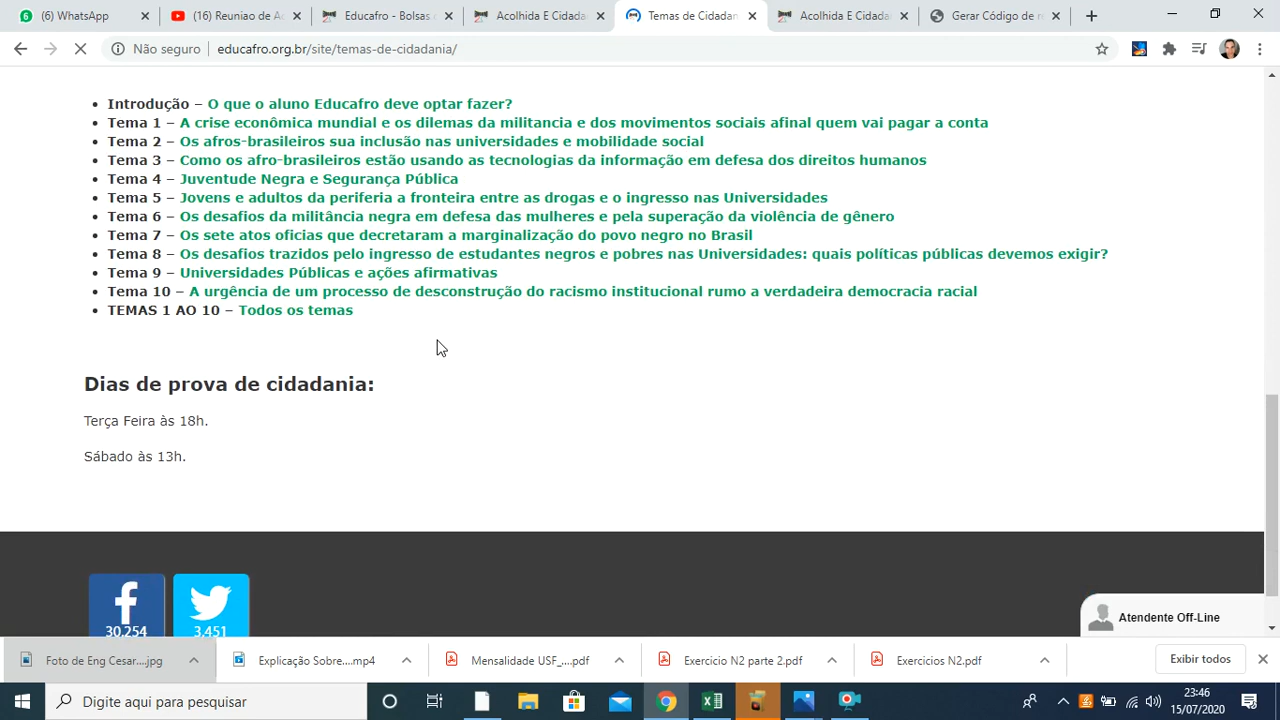 (6) WhatsApp
(16) Reuniao de Ac
Educafro - Bolsas n
Acolhida E Cidada
Temas de Cidadan
Acolhida E Cidadan
Gerar Código de r
Não seguro
educafro.org.br/site/temas-de-cidadania/
Introdução – O que o aluno Educafro deve optar fazer?
Tema 1 – A crise econômica mundial e os dilemas da militancia e dos movimentos sociais afinal quem vai pagar a conta
Tema 2 – Os afros-brasileiros sua inclusão nas universidades e mobilidade social
Tema 3 – Como os afro-brasileiros estão usando as tecnologias da informação em defesa dos direitos humanos
Tema 4 – Juventude Negra e Segurança Pública
Tema 5 – Jovens e adultos da periferia a fronteira entre as drogas e o ingresso nas Universidades
Tema 6 – Os desafios da militância negra em defesa das mulheres e pela superação da violência de gênero
Tema 7 – Os sete atos oficias que decretaram a marginalização do povo negro no Brasil
Tema 8 – Os desafios trazidos pelo ingresso de estudantes negros e pobres nas Universidades: quais políticas públicas devemos exigir?
Tema 9 – Universidades Públicas e ações afirmativas
Tema 10 – A urgência de um processo de desconstrução do racismo institucional rumo a verdadeira democracia racial
TEMAS 1 AO 10 – Todos os temas
Dias de prova de cidadania:
Terça Feira às 18h.
Sábado às 13h.
30,254
3,451
Atendente Off-Line
Foto de Eng Cesar....jpg
Explicação Sobre....mp4
Mensalidade USF_....pdf
Exercicio N2 parte 2.pdf
Exercicios N2.pdf
Exibir todos
Digite aqui para pesquisar
23:46
15/07/2020